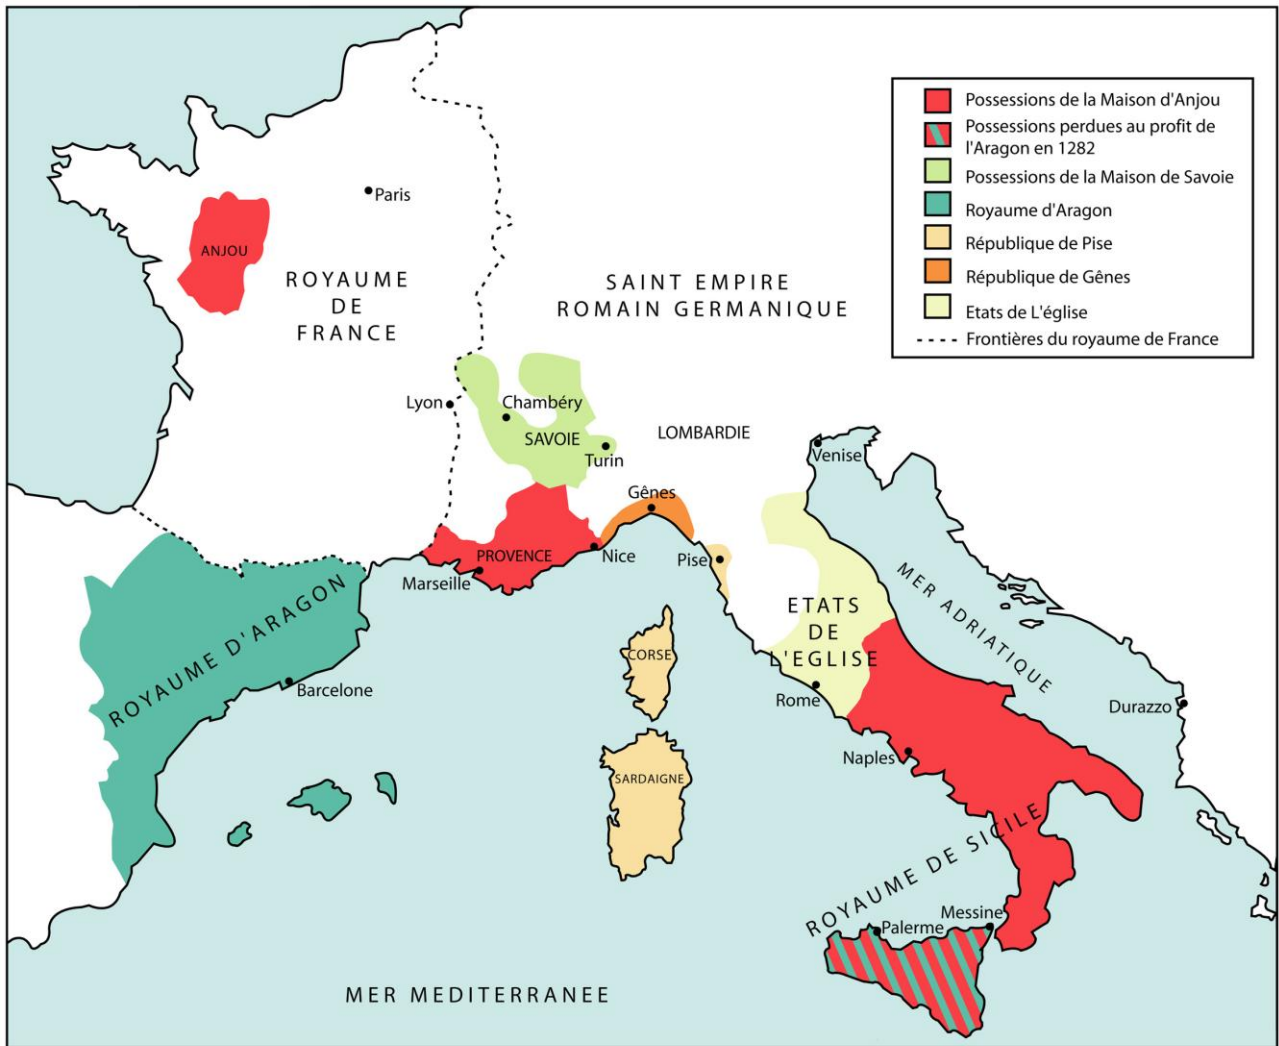 Possessions de la Maison d'Anjou
Possessions perdues au profit de
l'Aragon en 1282
Possessions de la Maison de Savoie
Royaume d'Aragon
République de Pise
République de Gênes
Etats de L'église
Frontières du royaume de France
Paris
ANJOU
ROYAUME
DE
FRANCE
SAINT EMPIRE
ROMAIN GERMANIQUE
Lyon
Chambéry
SAVOIE
Turin
LOMBARDIE
Venise
Gênes
PROVENCE
Nice
Marseille
Pise
MER ADRIATIQUE
ETATS
DE
L'EGLISE
ROYAUME D'ARAGON
Barcelone
CORSE
Rome
Durazzo
Naples
SARDAIGNE
ROYAUME DE SICILE
Messine
Palerme
MER MEDITERRANEE